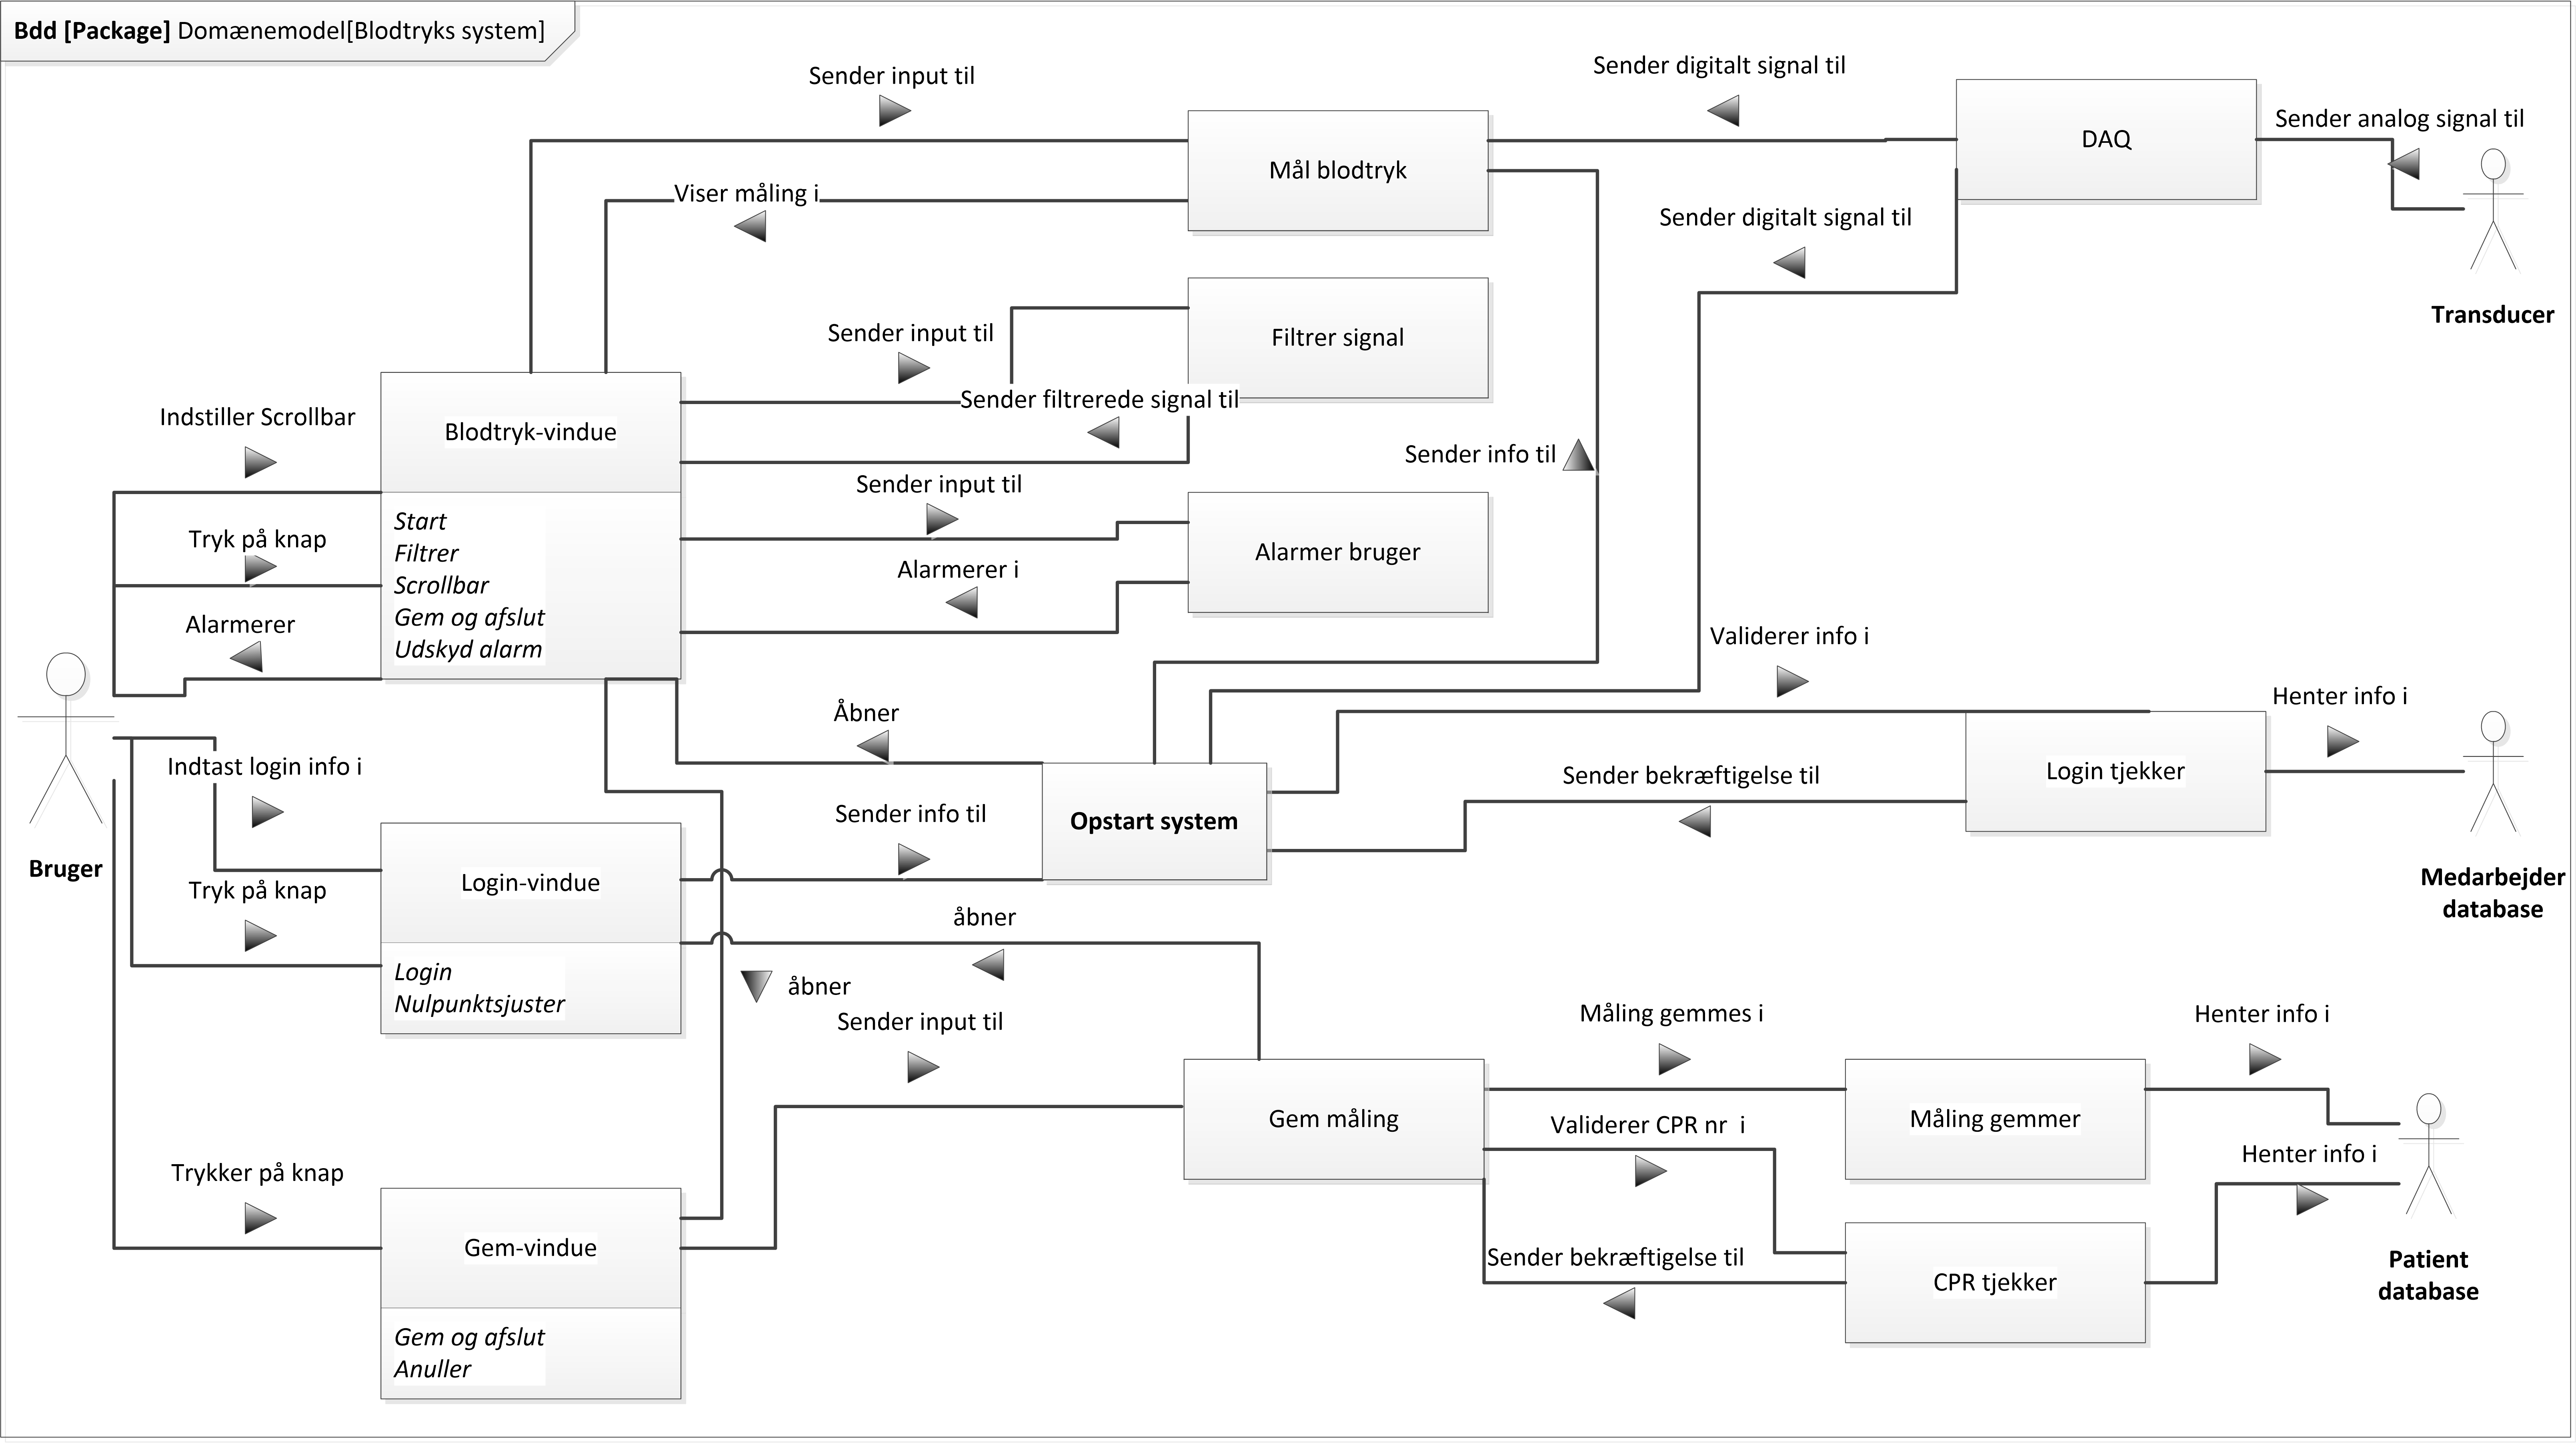 Bdd [Package] Domænemodel[Blodtryks system]
Sender input til
Sender digitalt signal til
DAQ
Sender analog signal til
Mål blodtryk
Viser måling i
Sender digitalt signal til
Transducer
Sender input til
Filtrer signal
Sender filtrerede signal til
Indstiller Scrollbar
Blodtryk-vindue
Sender info til
Sender input til
Start
Filtrer
Scrollbar
Gem og afslut
Udskyd alarm
Tryk på knap
Alarmer bruger
Alarmerer i
Alarmerer
Validerer info i
Henter info i
Åbner
Indtast login info i
Login tjekker
Sender bekræftigelse til
Sender info til
Opstart system
Bruger
Login-vindue
Medarbejder
database
Tryk på knap
åbner
Login
Nulpunktsjuster
åbner
Sender input til
Måling gemmes i
Henter info i
Gem måling
Måling gemmer
Validerer CPR nr  i
Henter info i
Trykker på knap
Gem-vindue
Sender bekræftigelse til
CPR tjekker
Patient
database
Gem og afslut
Anuller